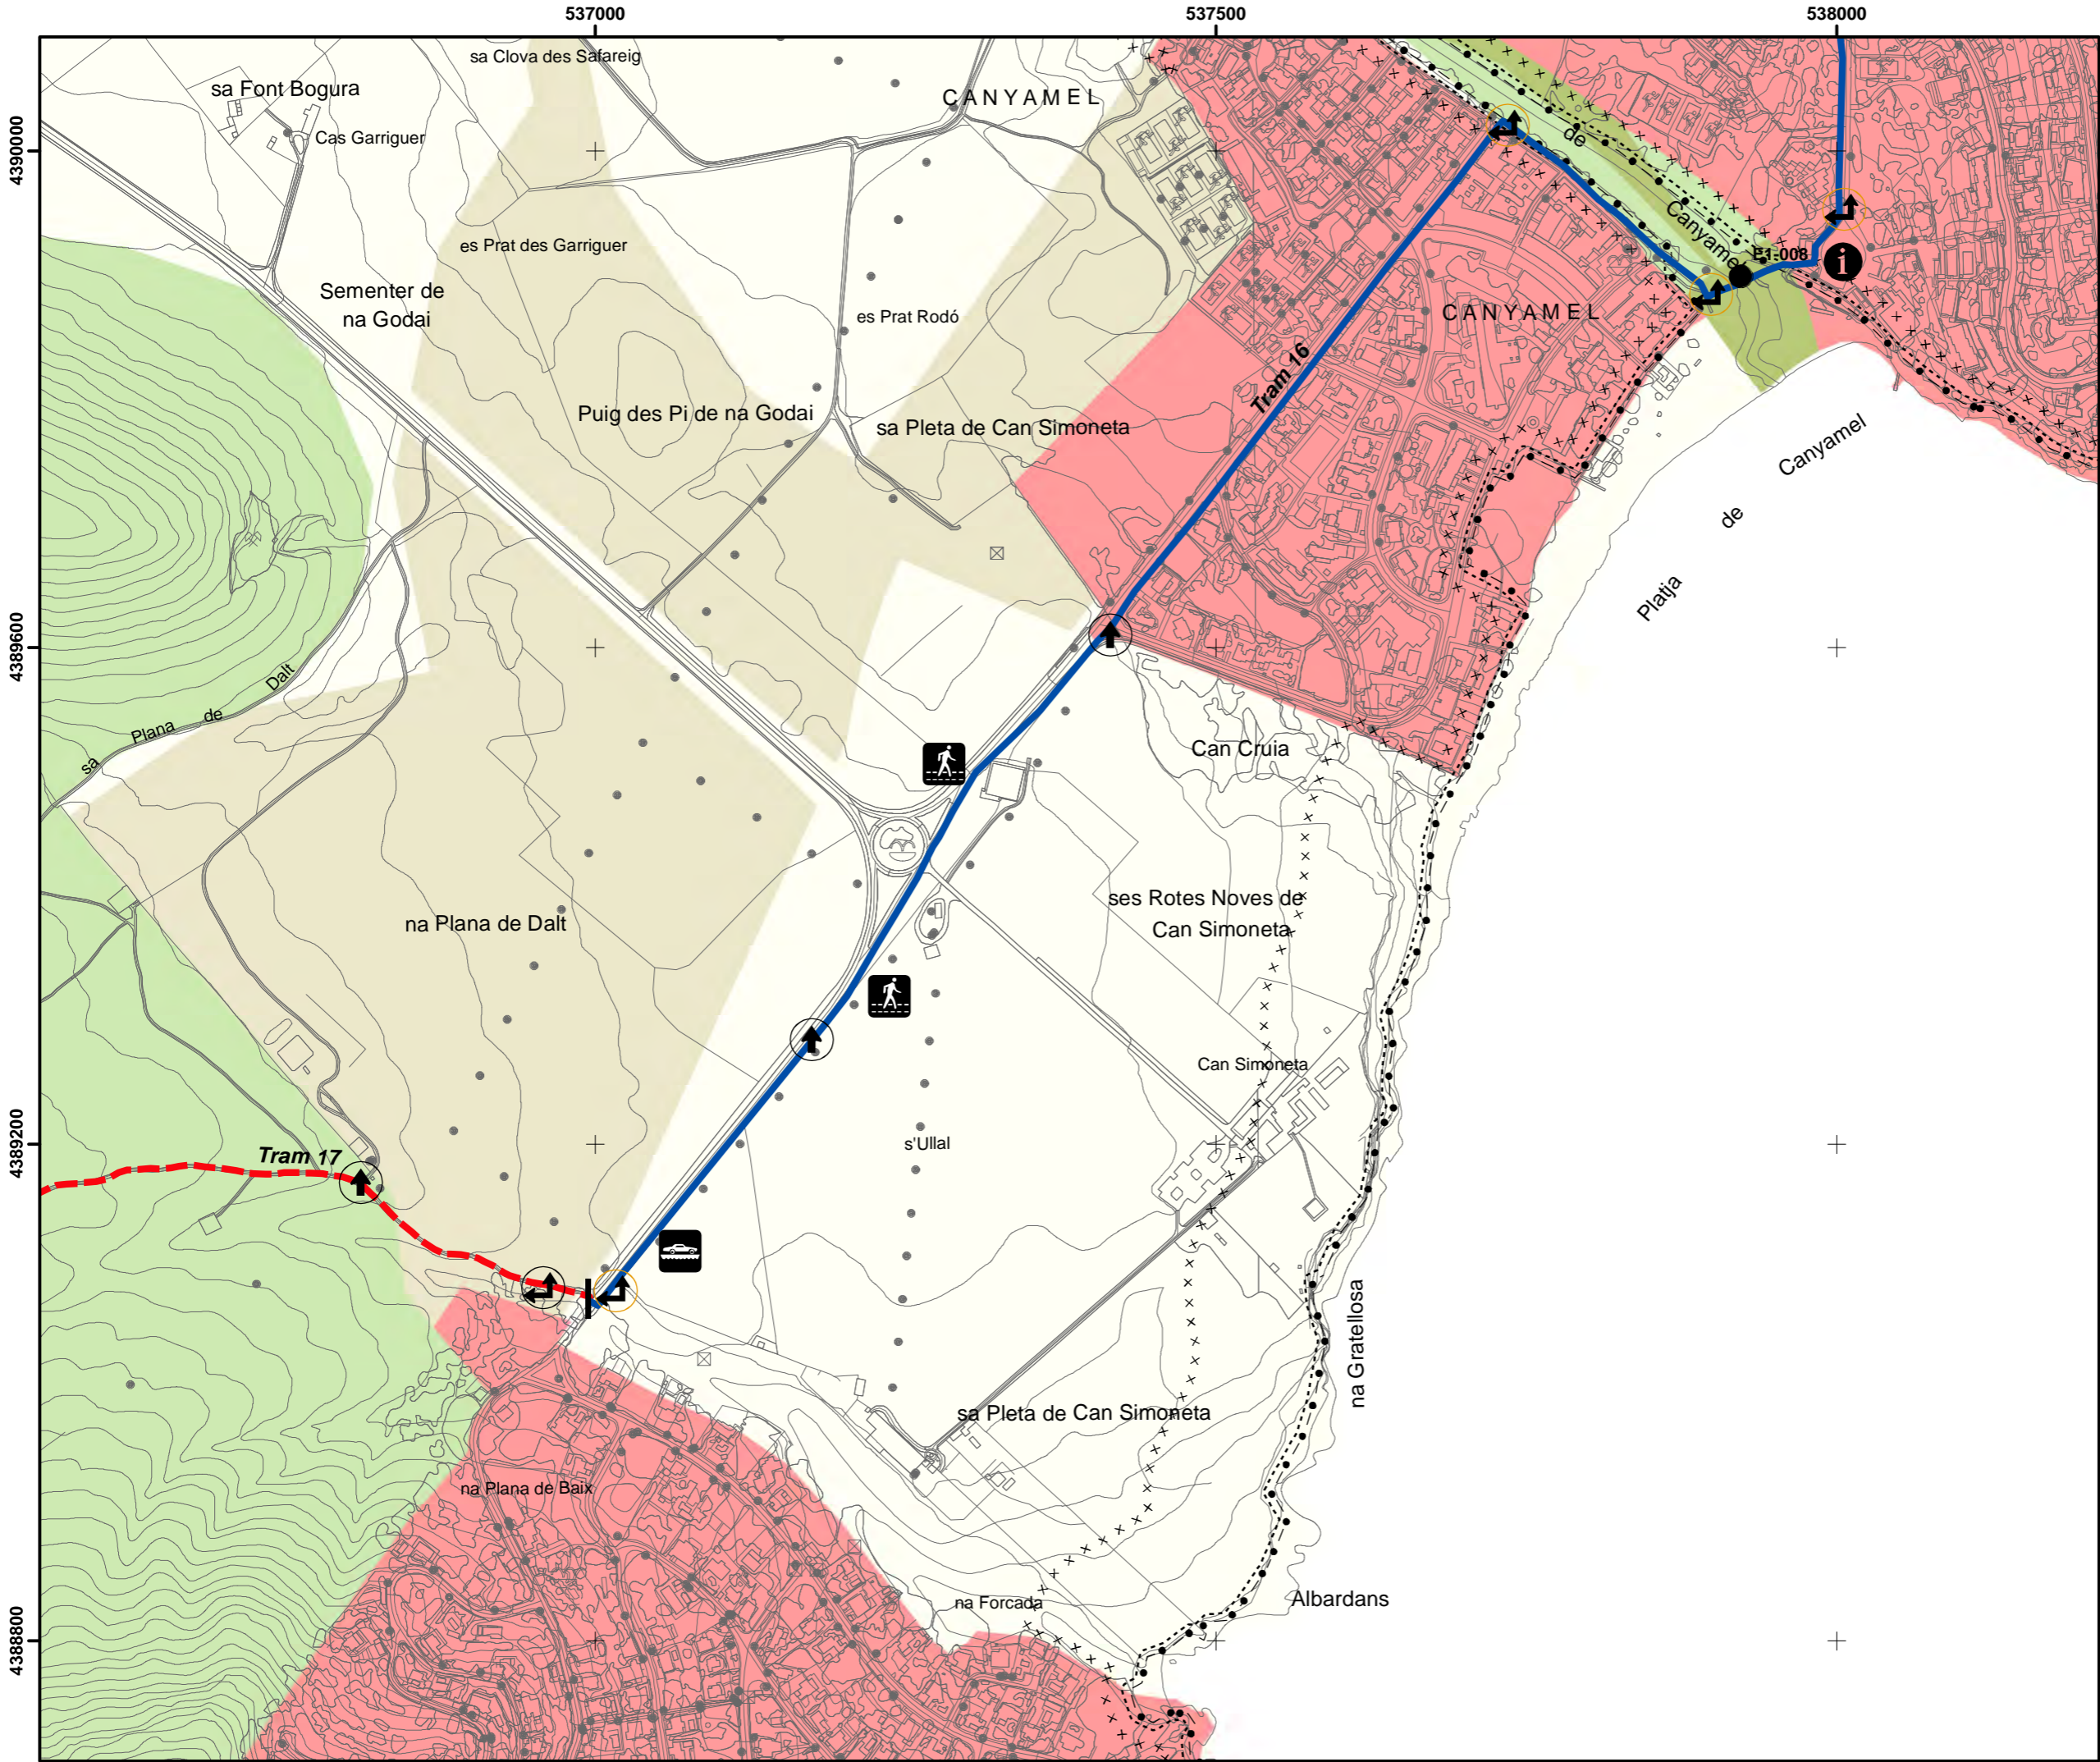 537000
537500
538000
4390000
4389600
4389200
4388800
sa Clova des Safareig
sa Font Bogura
CANYAMEL
Cas Garriguer
es Prat des Garriguer
Sementer de
na Godai
es Prat Rodó
de
Canyamel
E1-008
i
CANYAMEL
Tram 16
Puig des Pi de na Godai
sa Pleta de Can Simoneta
Platja
de
Canyamel
sa
Plana
de
Dalt
Can Cruia
na Plana de Dalt
ses Rotes Noves de
Can Simoneta
Can Simoneta
s'Ullal
Tram 17
na Gratellosa
sa Pleta de Can Simoneta
na Plana de Baix
na Forcada
Albardans